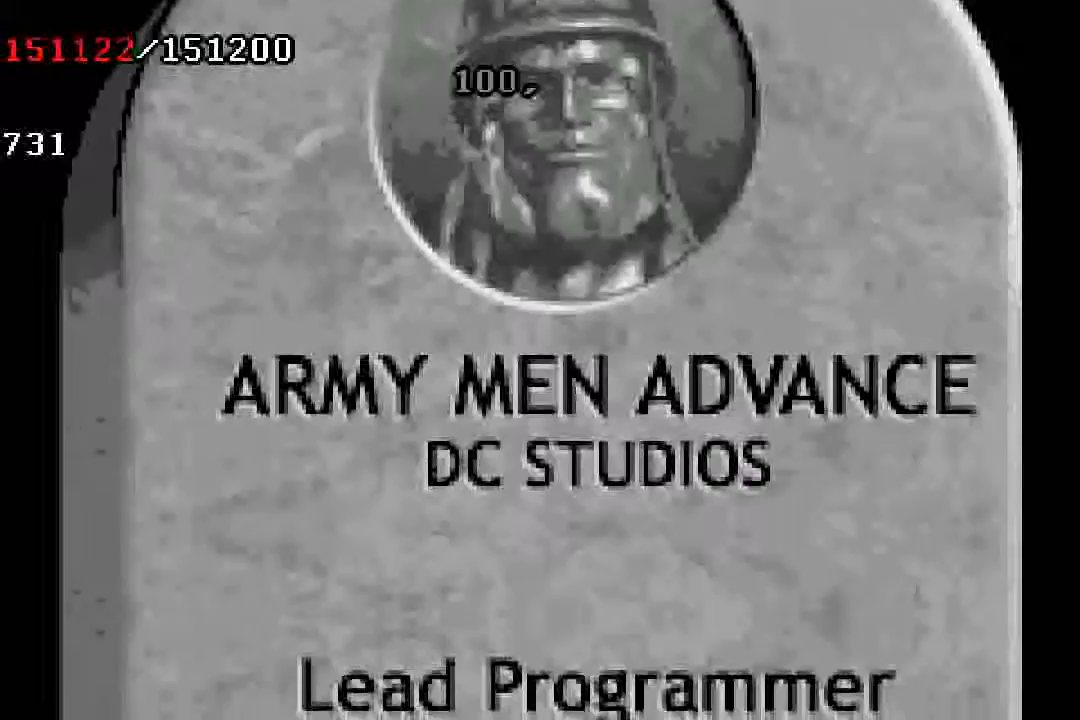 151122/151200
100,
731
ARMY MEN ADVANCE
DC STUDIOS
Lead Programmer